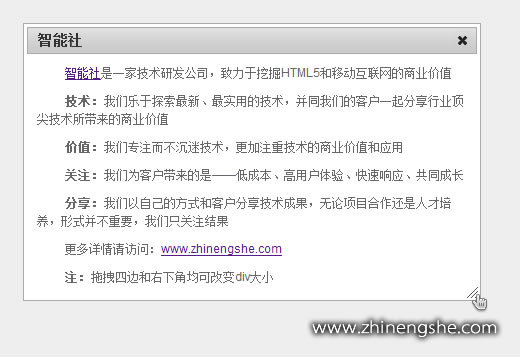 智能社
智能社是一家技术研发公司，致力于挖掘HTML5和移动互联网的商业价值
技术：我们乐于探索最新、最实用的技术，并同我们的客户一起分享行业顶
尖技术所带来的商业价值
价值：我们专注而不沉迷技术，更加注重技术的商业价值和应用
关注：我们为客户带来的是——低成本、高用户体验、快速响应、共同成长
分享：我们以自己的方式和客户分享技术成果，无论项目合作还是人才培
养，形式并不重要，我们只关注结果
更多详情请访问：www.zhinengshe.com
注：拖拽四边和右下角均可改变div大小
www.zhinengshe.com